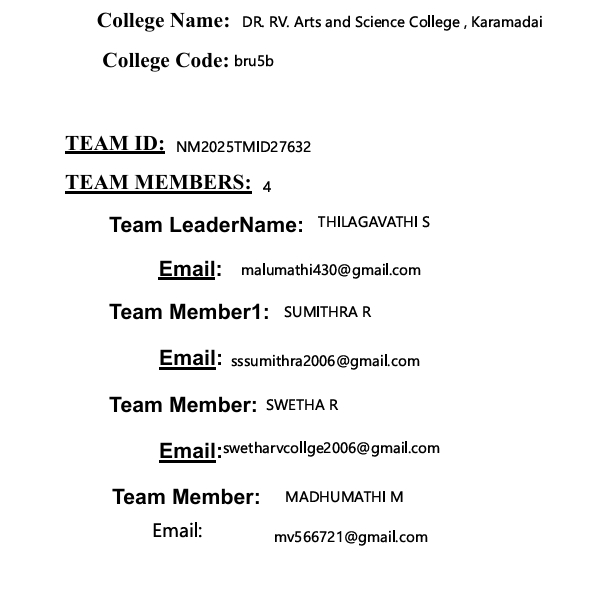 College Name: DR. RV. Arts and Science College , Karamadai
College Code: bru5b
TEAM ID: NM2025TMID27632
TEAM MEMBERS: 4
Team LeaderName: THILAGAVATHI S
Email: malumathi430@gmail.com
Team Member1: SUMITHRA R
Email: sssumithra2006@gmail.com
Team Member: SWETHA R
Email:swetharvcollge2006@gmail.com
Team Member: MADHUMATHI M
Email: mv566721@gmail.com